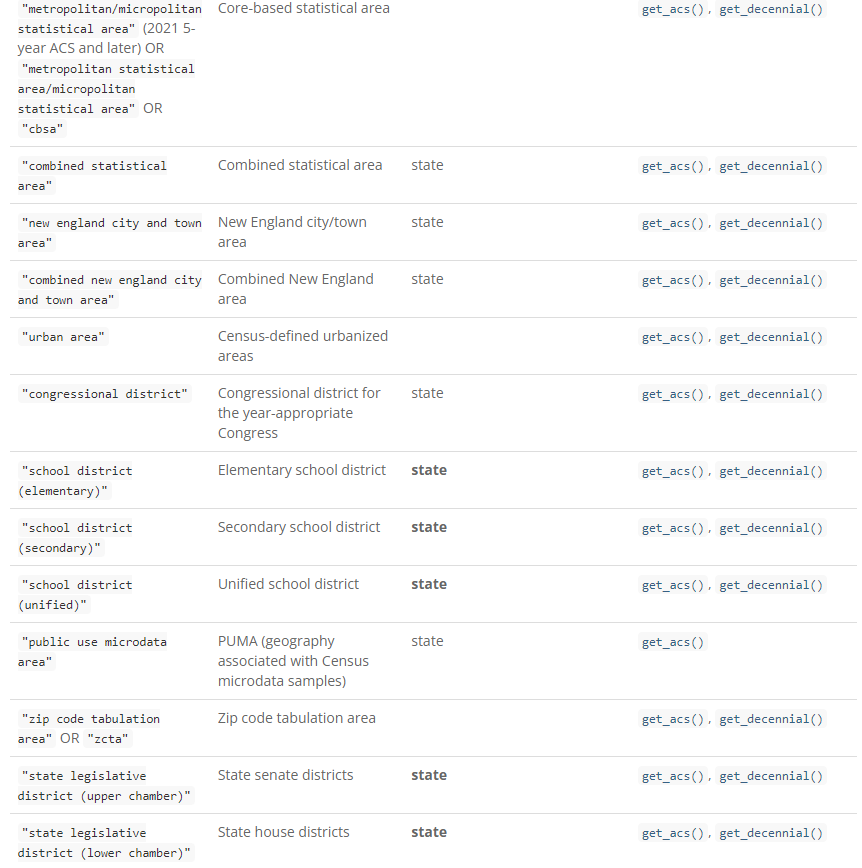 "metropolitan/micropolitan Core-based statistical area get_acs(), get_decennial()
statistical area" (2021 5-
year ACS and later) OR
"metropolitan statistical
area/micropolitan
statistical area" OR
"cbsa"
"combined statistical Combined statistical area state get_acs(), get_decennial()
area"
"new england city and town New England city/town state get_acs(), get_decennial()
area" area
"combined new england city Combined New England state get_acs(), get_decennial()
and town area" area
"urban area" Census-defined urbanized get_acs(), get_decennial()
areas
"congressional district" Congressional district for state get_acs(), get_decennial()
the year-appropriate
Congress
"school district Elementary school district state get_acs(), get_decennial()
(elementary)"
"school district Secondary school district state get_acs(), get_decennial()
(secondary)"
"school district Unified school district state get_acs(), get_decennial()
(unified)"
"public use microdata PUMA (geography state get_acs()
area" associated with Census
microdata samples)
"zip code tabulation Zip code tabulation area get_acs(), get_decennial()
area" OR "zcta"
"state legislative State senate districts state get_acs(), get_decennial()
district (upper chamber)"
"state legislative State house districts state get_acs(), get_decennial()
district (lower chamber)"